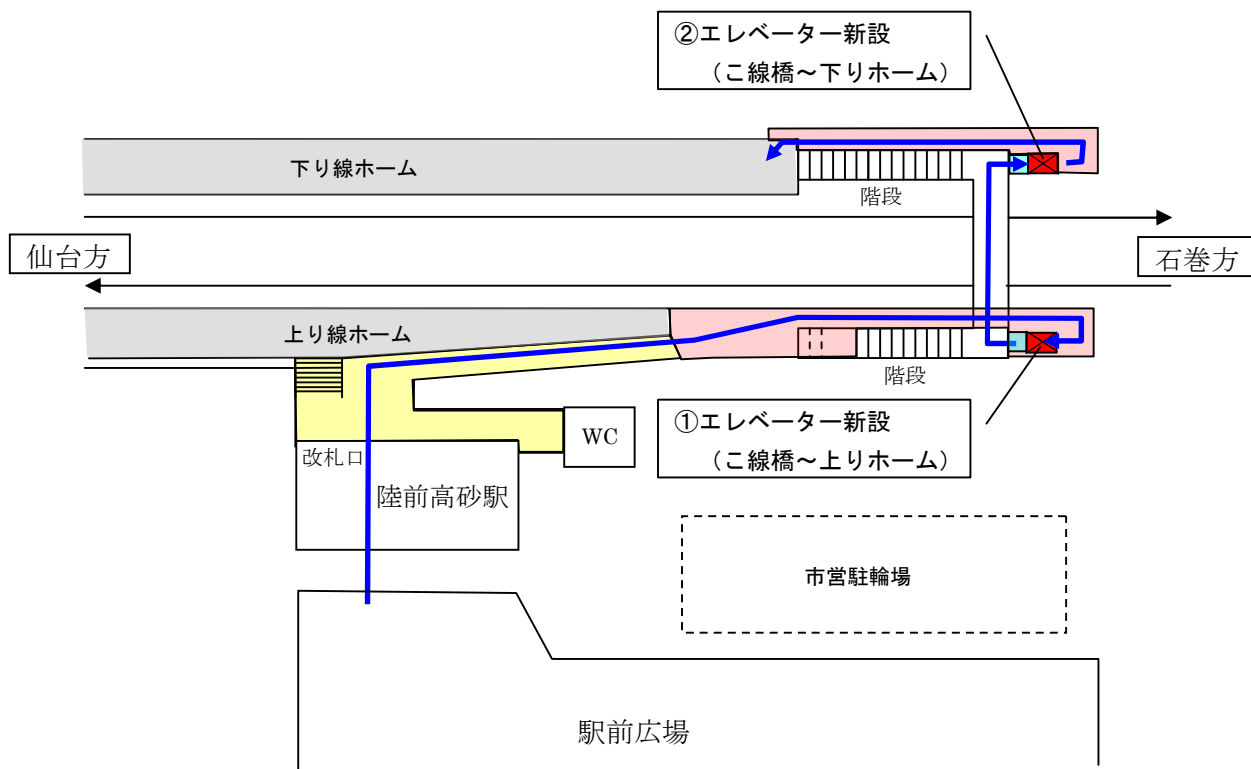 ②エレベーター新設
（こ線橋～下りホーム）
下り線ホーム
階段
仙台方
石巻方
上り線ホーム
階段
①エレベーター新設
（こ線橋～上りホーム）
WC
改札口
陸前高砂駅
市営駐輪場
駅前広場